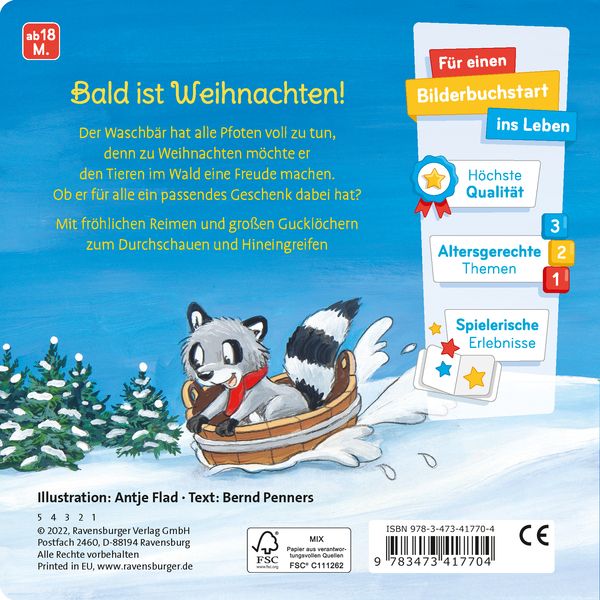 ab18
M.
Bald ist Weihnachten!
Der Waschbär hat alle Pfoten voll zu tun,
denn zu Weihnachten möchte er
den Tieren im Wald eine Freude machen.
Ob er für alle ein passendes Geschenk dabei hat?
Mit fröhlichen Reimen und großen Gucklöchern
zum Durchschauen und Hineingreifen
Für einen
Bilderbuchstart
ins Leben
Höchste
Qualität
3
Altersgerechte
Themen
2
1
Spielerische
Erlebnisse
Illustration: Antje Flad · Text: Bernd Penners
5 4 3 2 1
© 2022, Ravensburger Verlag GmbH
Postfach 2460, D-88194 Ravensburg
Alle Rechte vorbehalten
Printed in EU, www.ravensburger.de
FSC
www.fsc.org
MIX
Papier aus verantwor-
tungsvollen Quellen
FSC® C111262
ISBN 978-3-473-41770-4
9 783473 417704
CE